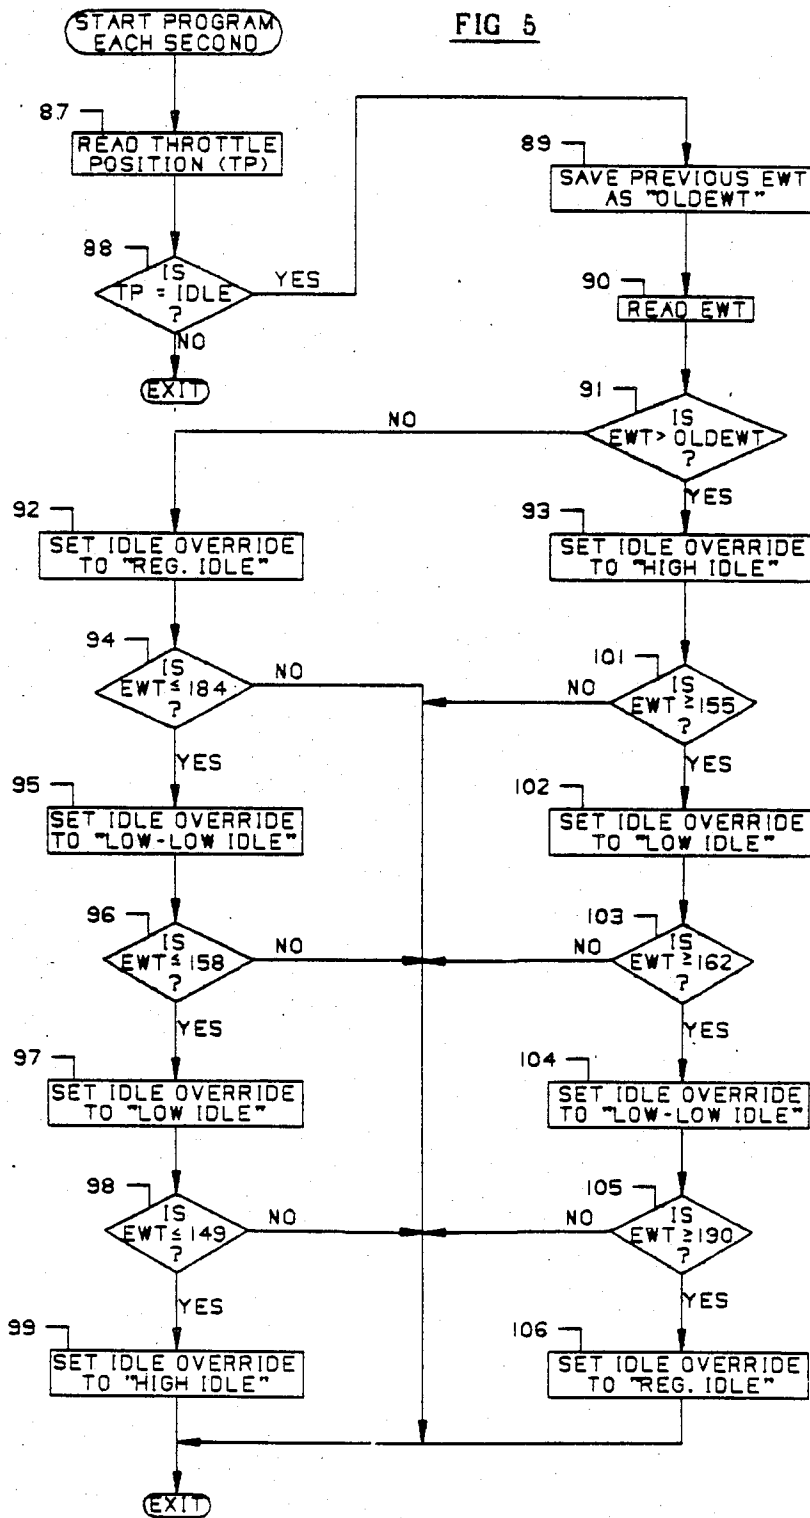 FIG 5
START PROGRAM
EACH SECOND
87
READ THROTTLE
POSITION (TP)
88
IS
TP = IDLE
?
YES
NO
EXIT
89
SAVE PREVIOUS EWT
AS "OLDEWT"
90
READ EWT
91
IS
EWT > OLDEWT
?
NO
YES
92
SET IDLE OVERRIDE
TO "REG. IDLE"
93
SET IDLE OVERRIDE
TO "HIGH IDLE"
94
IS
EWT ≤ 184
?
NO
YES
101
IS
EWT ≥ 155
?
NO
YES
95
SET IDLE OVERRIDE
TO "LOW-LOW IDLE"
102
SET IDLE OVERRIDE
TO "LOW IDLE"
96
IS
EWT ≤ 158
?
NO
YES
103
IS
EWT ≥ 162
?
NO
YES
97
SET IDLE OVERRIDE
TO "LOW IDLE"
104
SET IDLE OVERRIDE
TO "LOW-LOW IDLE"
98
IS
EWT ≤ 149
?
NO
YES
105
IS
EWT ≥ 190
?
NO
YES
99
SET IDLE OVERRIDE
TO "HIGH IDLE"
106
SET IDLE OVERRIDE
TO "REG. IDLE"
EXIT